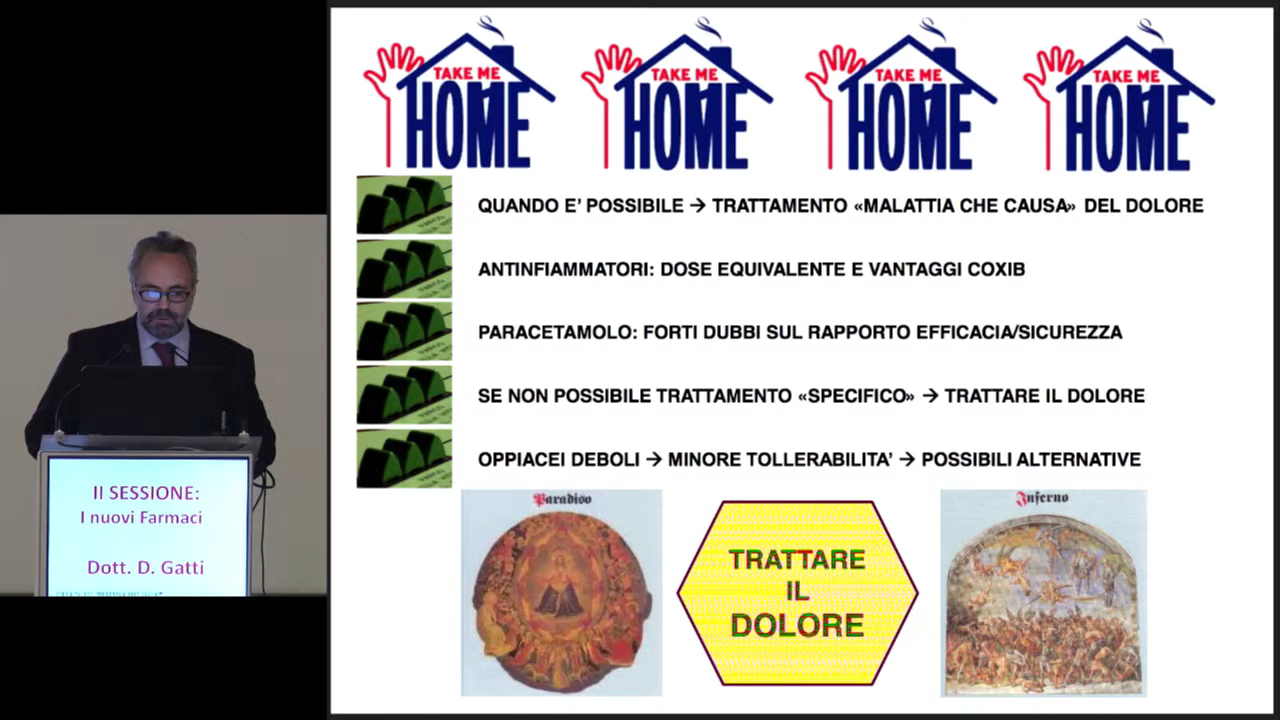 TAKE ME
HOME
TAKE ME
HOME
TAKE ME
HOME
TAKE ME
HOME
QUANDO E' POSSIBILE → TRATTAMENTO «MALATTIA CHE CAUSA» DEL DOLORE
ANTINFIAMMATORI: DOSE EQUIVALENTE E VANTAGGI COXIB
PARACETAMOLO: FORTI DUBBI SUL RAPPORTO EFFICACIA/SICUREZZA
SE NON POSSIBILE TRATTAMENTO «SPECIFICO» → TRATTARE IL DOLORE
OPPIACEI DEBOLI → MINORE TOLLERABILITA' → POSSIBILI ALTERNATIVE
Paradiso
TRATTARE
IL
DOLORE
Inferno
II SESSIONE:
I nuovi Farmaci
Dott. D. Gatti